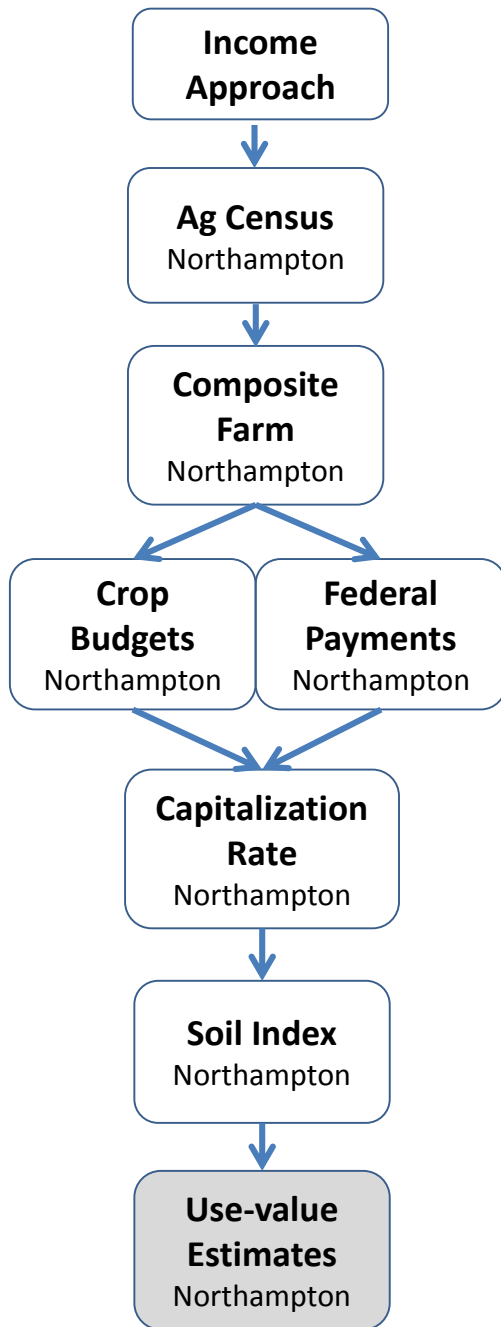 Income
Approach
Ag Census
Northampton
Composite
Farm
Northampton
Crop
Budgets
Northampton
Federal
Payments
Northampton
Capitalization
Rate
Northampton
Soil Index
Northampton
Use-value
Estimates
Northampton